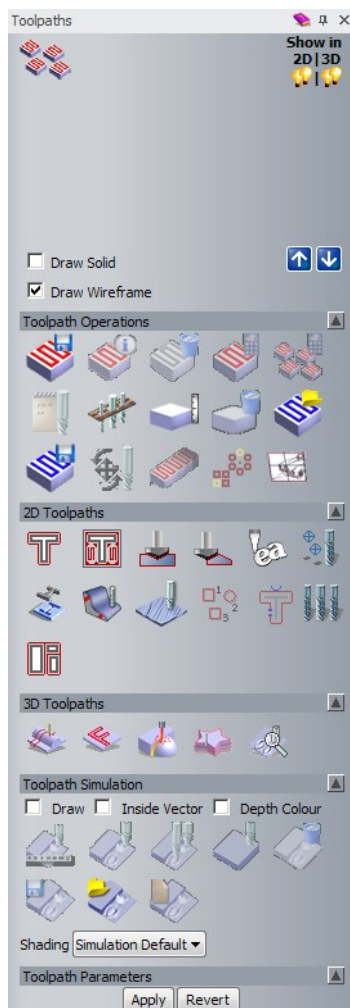 Toolpaths
Show in
2D|3D
Draw Solid
Draw Wireframe
Toolpath Operations
2D Toolpaths
3D Toolpaths
Toolpath Simulation
Draw Inside Vector Depth Colour
Shading Simulation Default
Toolpath Parameters
Apply Revert